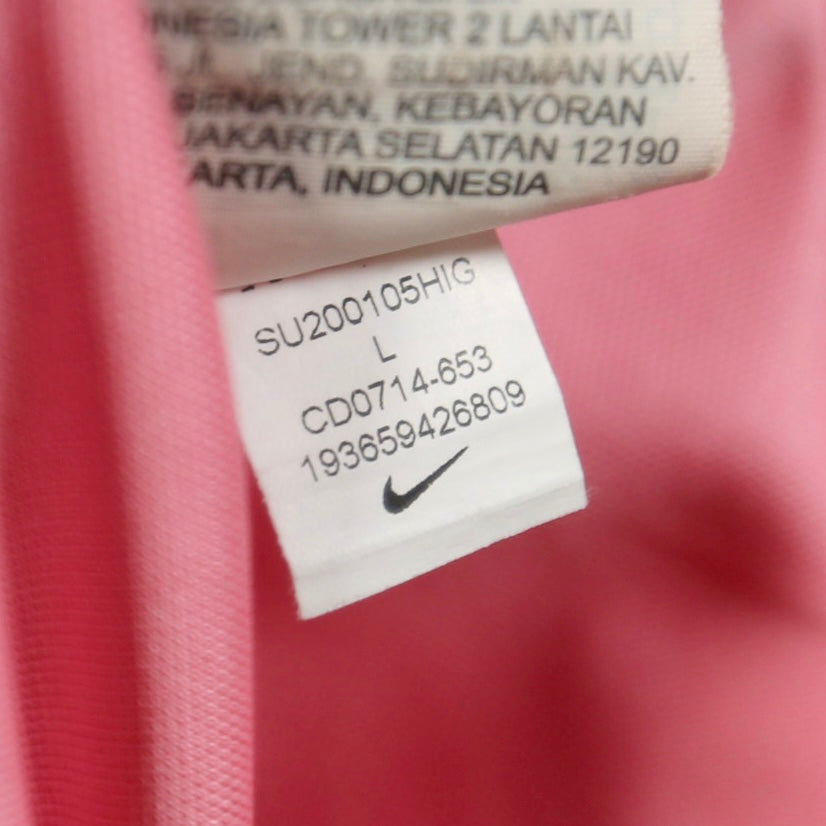 NESIA TOWER 2 LANTAI
JL. JEND. SUDIRMAN KAV.
SENAYAN, KEBAYORAN
JAKARTA SELATAN 12190
ARTA, INDONESIA
SU200105HIG
L
CD0714-653
193659426809